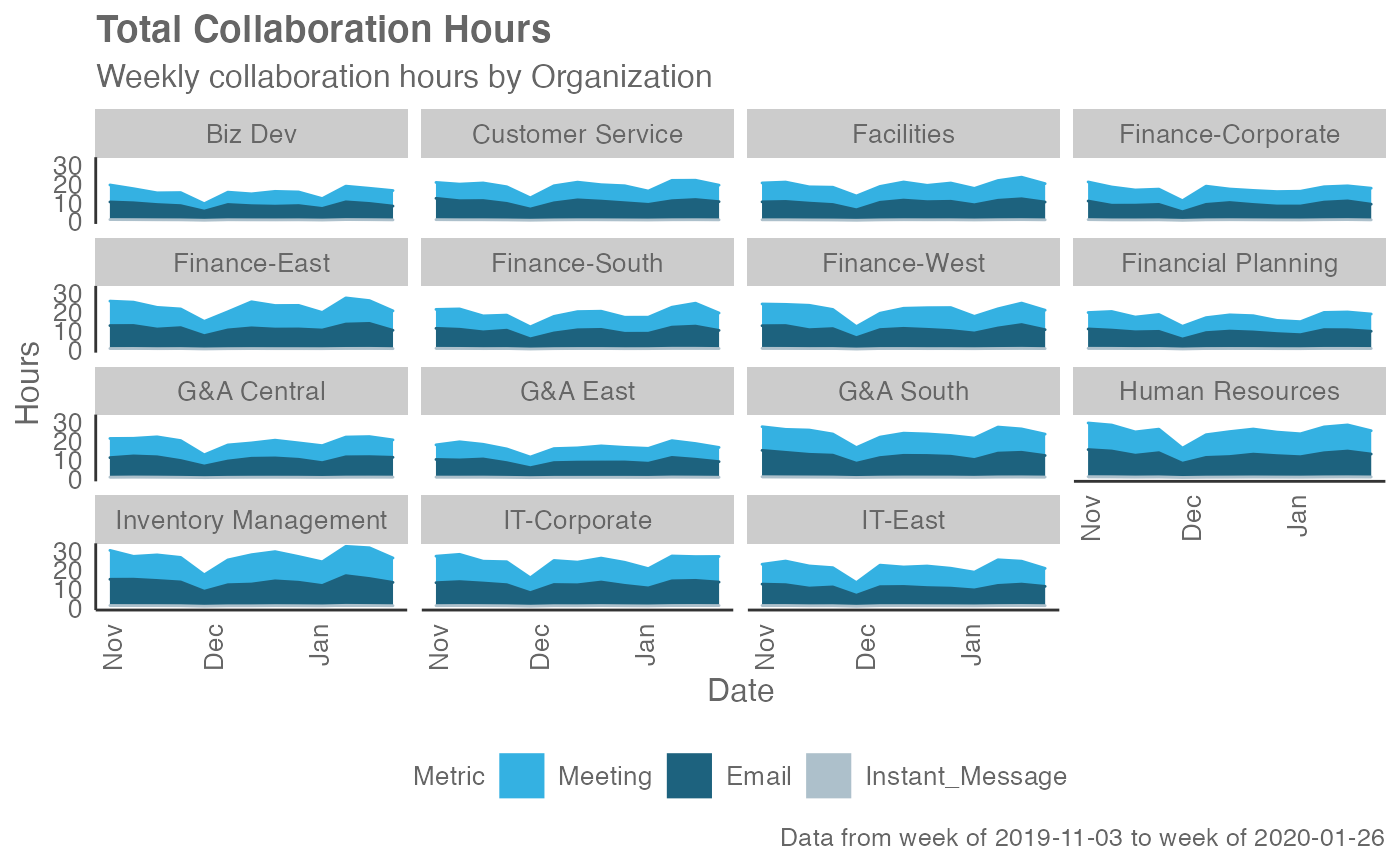 Total Collaboration Hours
Weekly collaboration hours by Organization
Biz Dev
Customer Service
Facilities
Finance-Corporate
30
20
10
0
Finance-East
Finance-South
Finance-West
Financial Planning
30
20
10
0
Hours
G&A Central
G&A East
G&A South
Human Resources
30
20
10
0
Nov
Dec
Jan
Inventory Management
IT-Corporate
IT-East
30
20
10
0
Nov
Dec
Jan
Nov
Dec
Jan
Nov
Dec
Jan
Date
Metric
Meeting
Email
Instant_Message
Data from week of 2019-11-03 to week of 2020-01-26